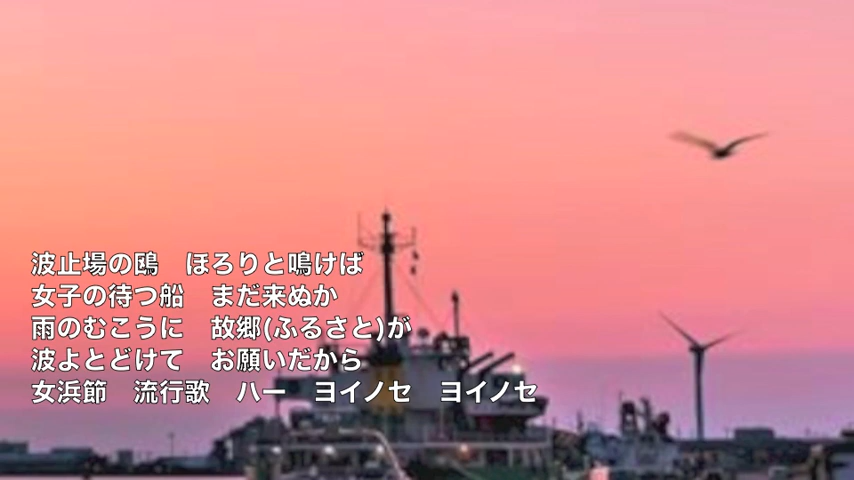 波止場の鴎　ほろりと鳴けば
女子の待つ船　まだ来ぬか
雨のむこうに　故郷(ふるさと)が
波よとどけて　お願いだから
女浜節　流行歌　ハー　ヨイノセ　ヨイノセ